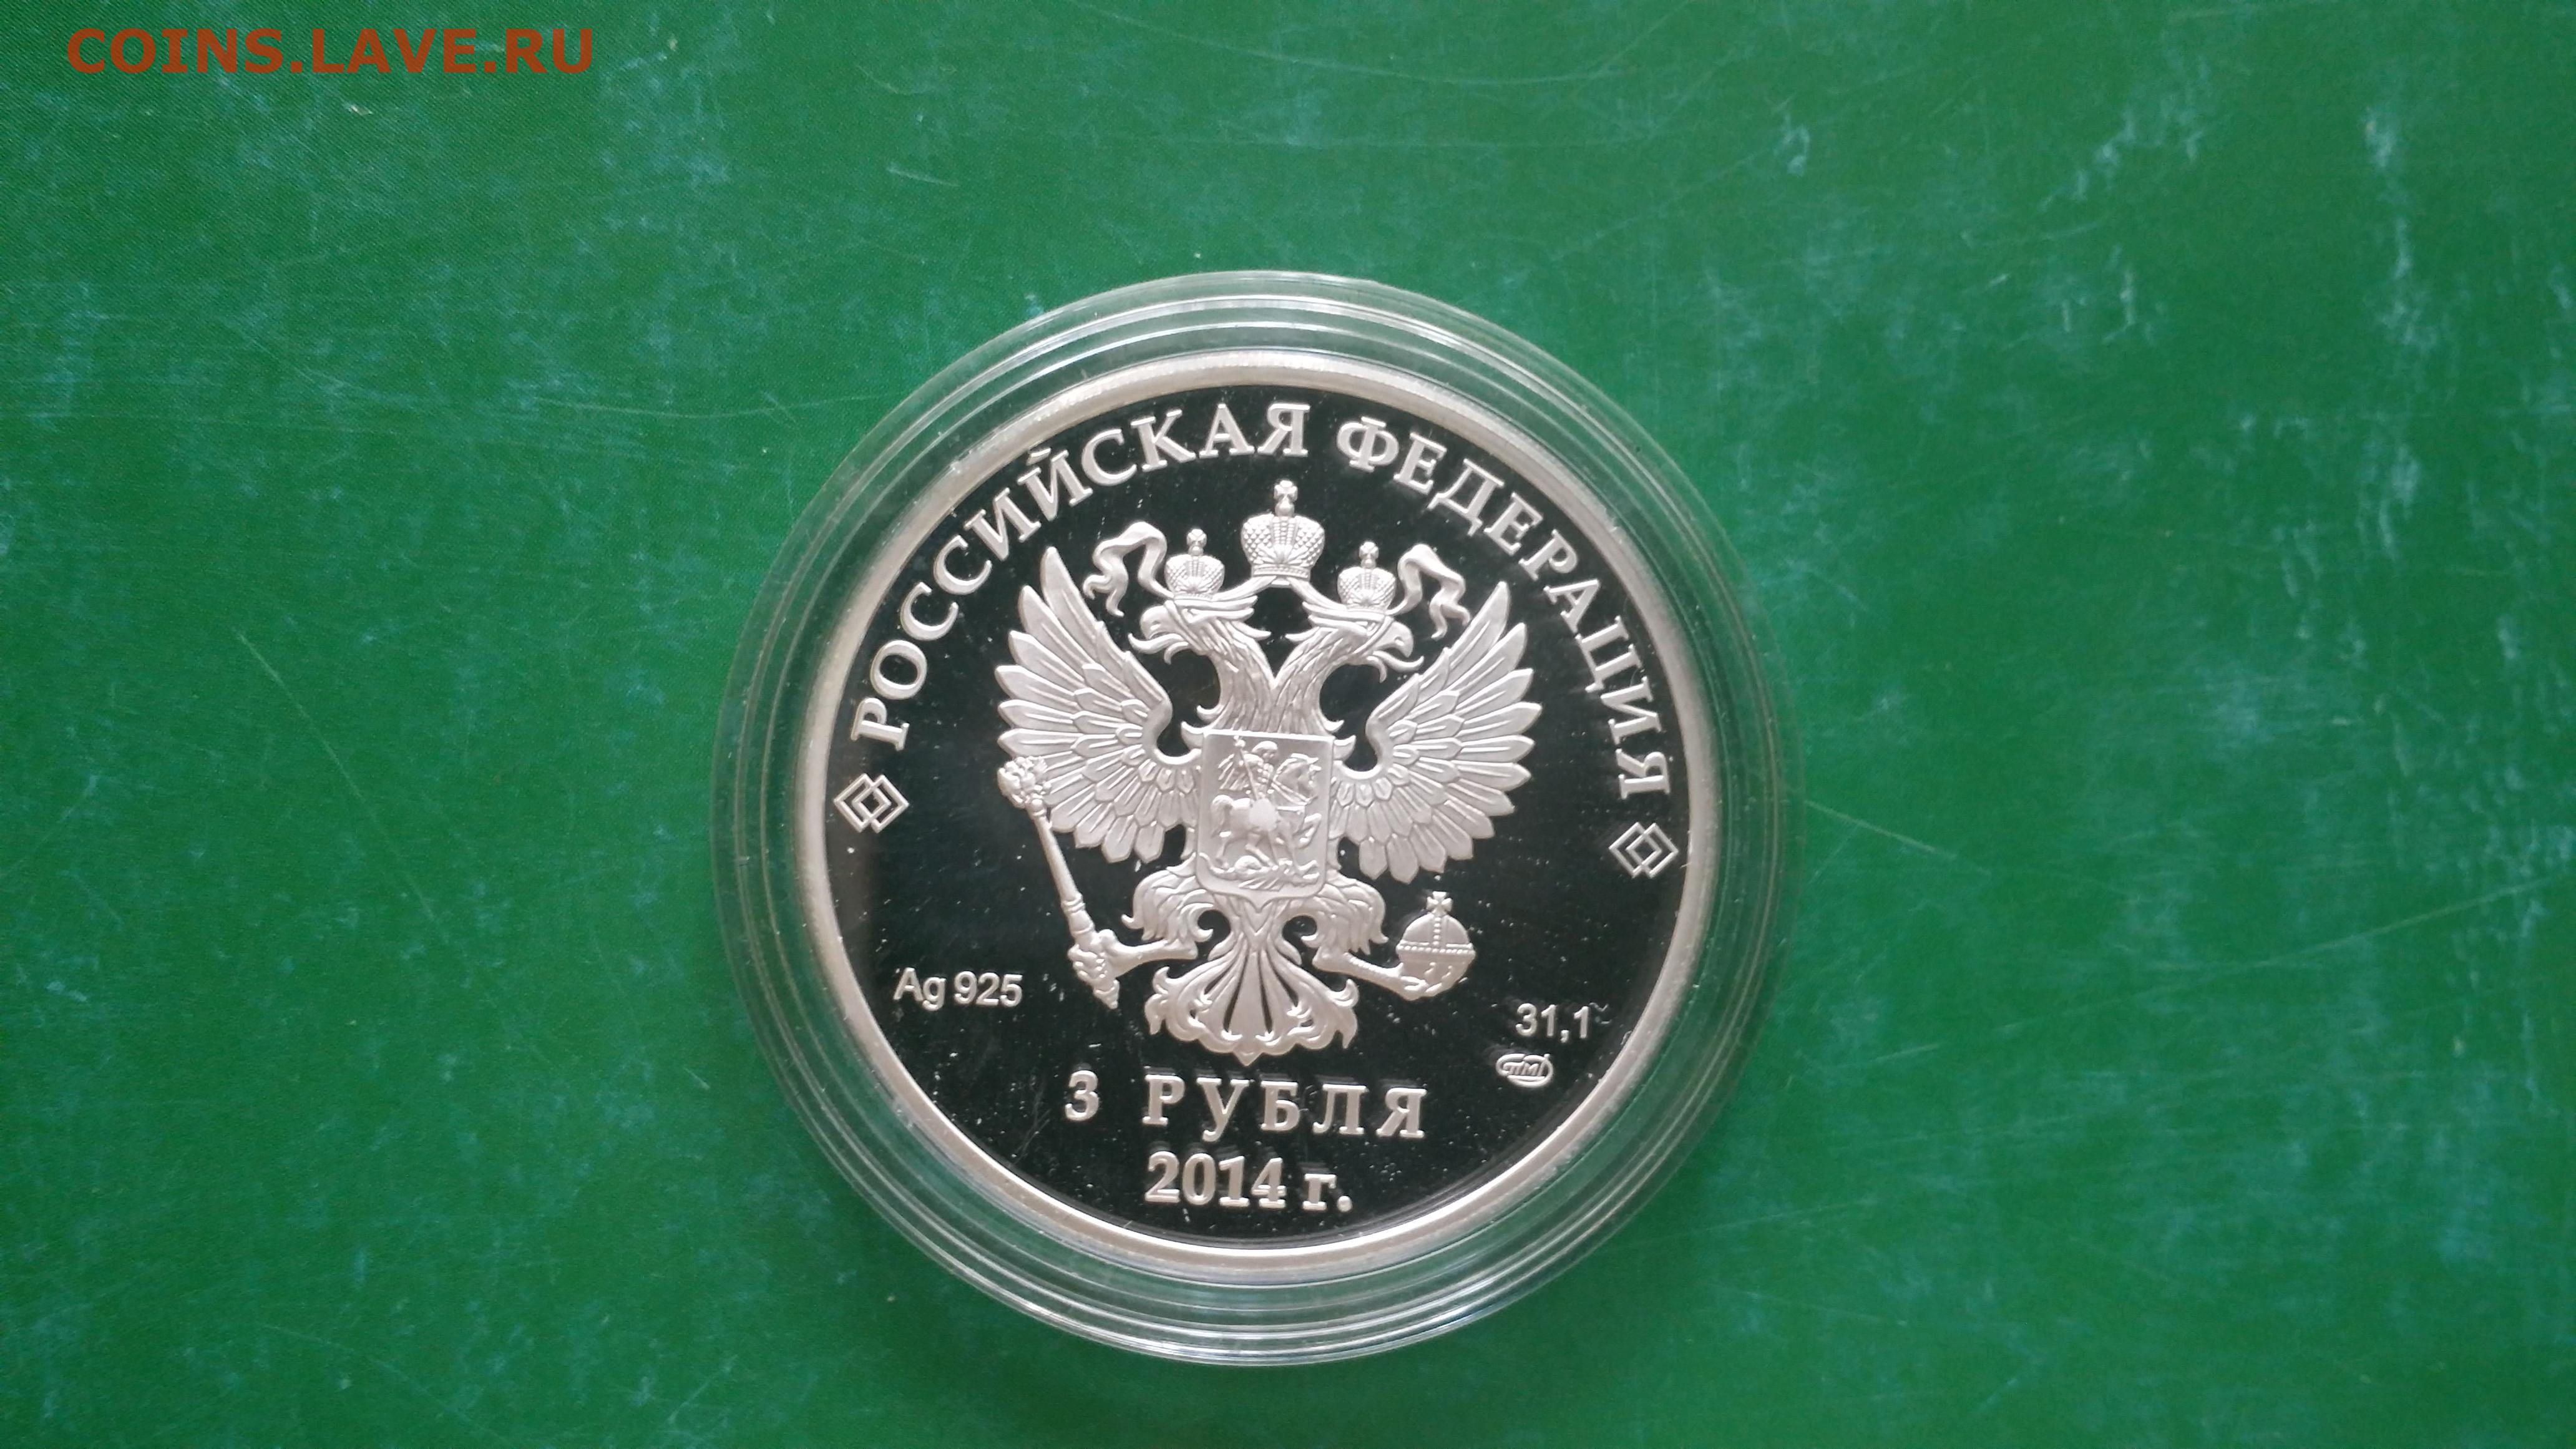 COINS.LAVE.RU
РОССИЙСКАЯ ФЕДЕРАЦИЯ
Ag 925
31,1
3 РУБЛЯ
2014 г.